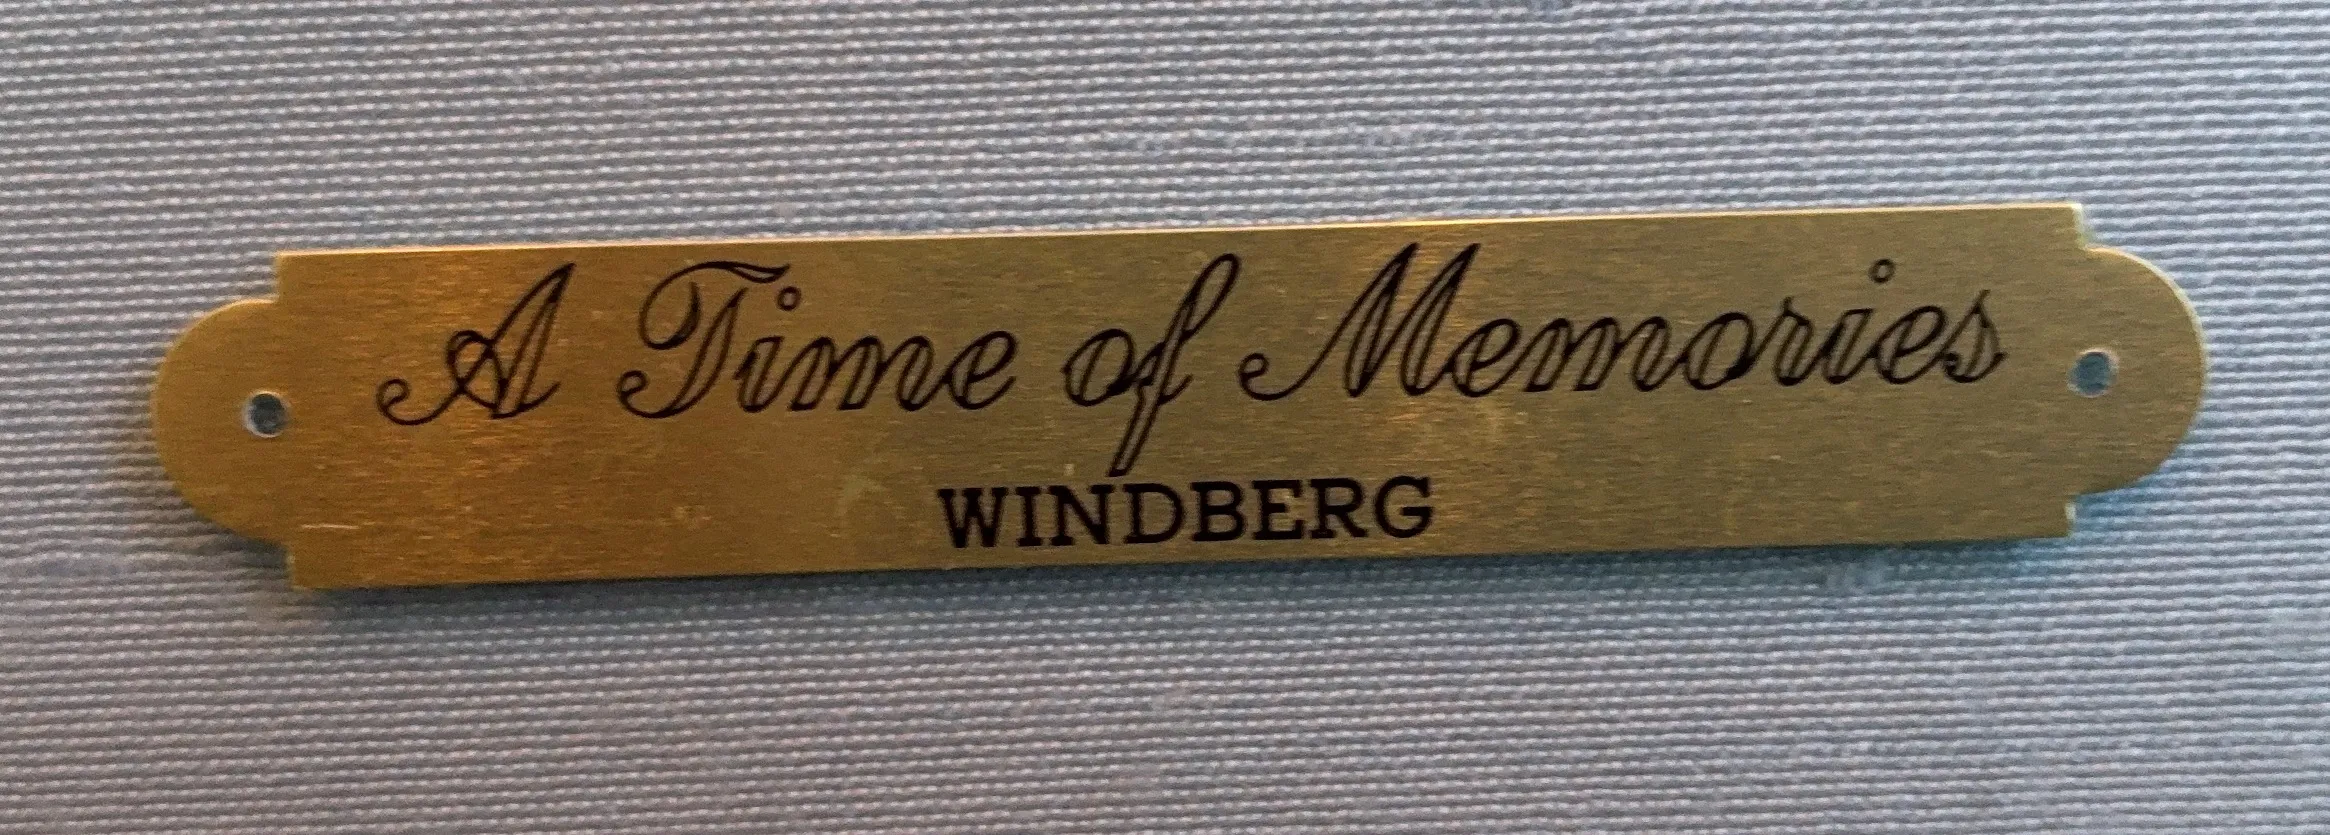 A Time of Memories
WINDBERG